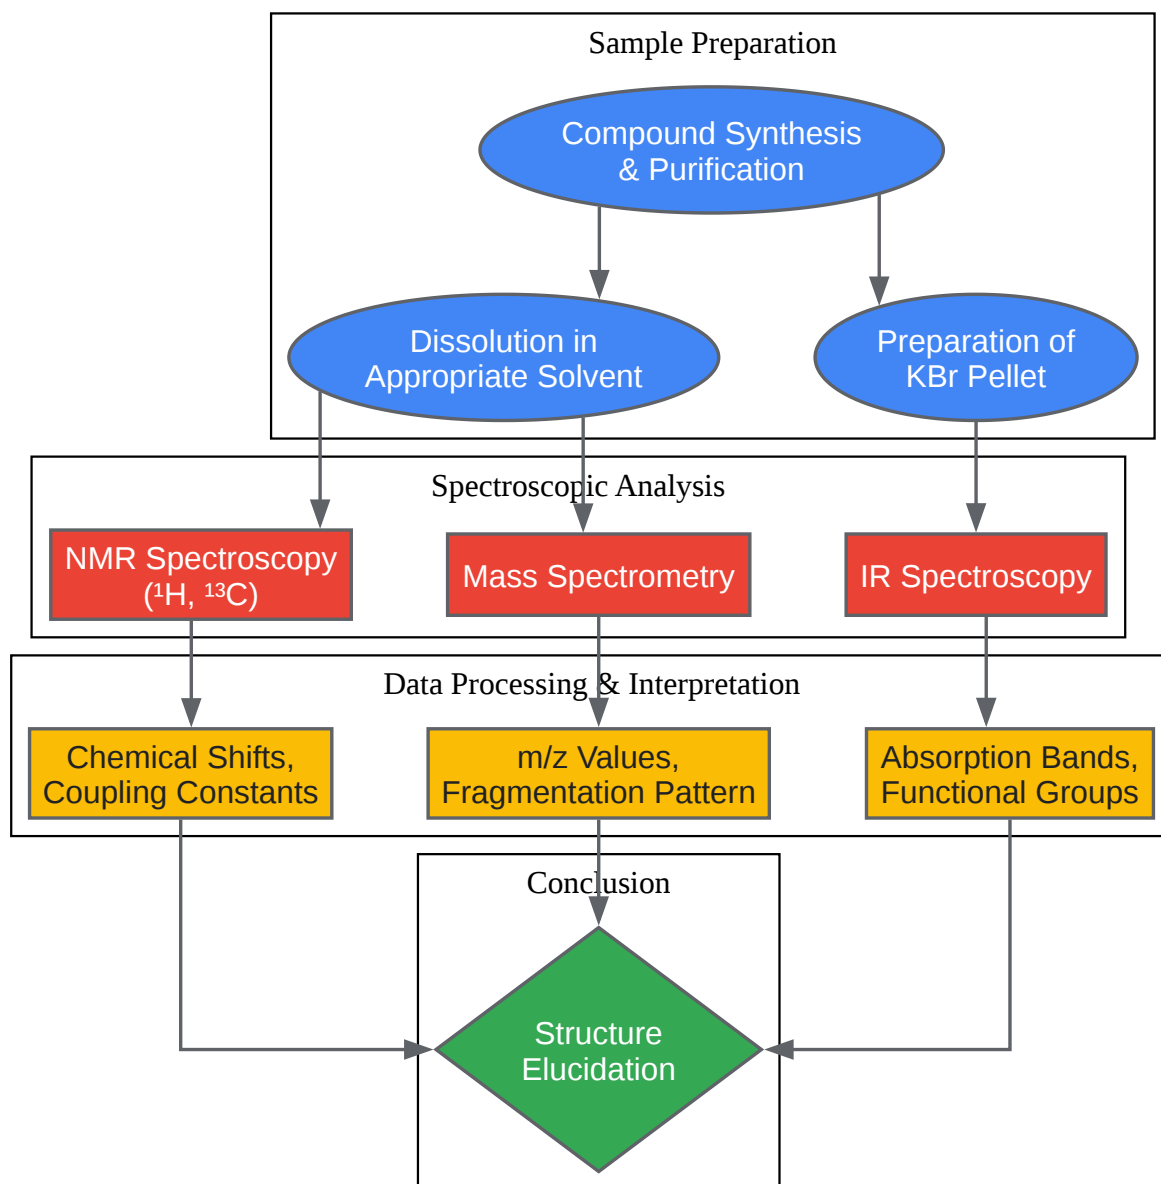 Sample Preparation
Compound Synthesis
& Purification
Dissolution in
Appropriate Solvent
Preparation of
KBr Pellet
Spectroscopic Analysis
NMR Spectroscopy
(¹H, ¹³C)
Mass Spectrometry
IR Spectroscopy
Data Processing & Interpretation
Chemical Shifts,
Coupling Constants
m/z Values,
Fragmentation Pattern
Absorption Bands,
Functional Groups
Conclusion
Structure
Elucidation